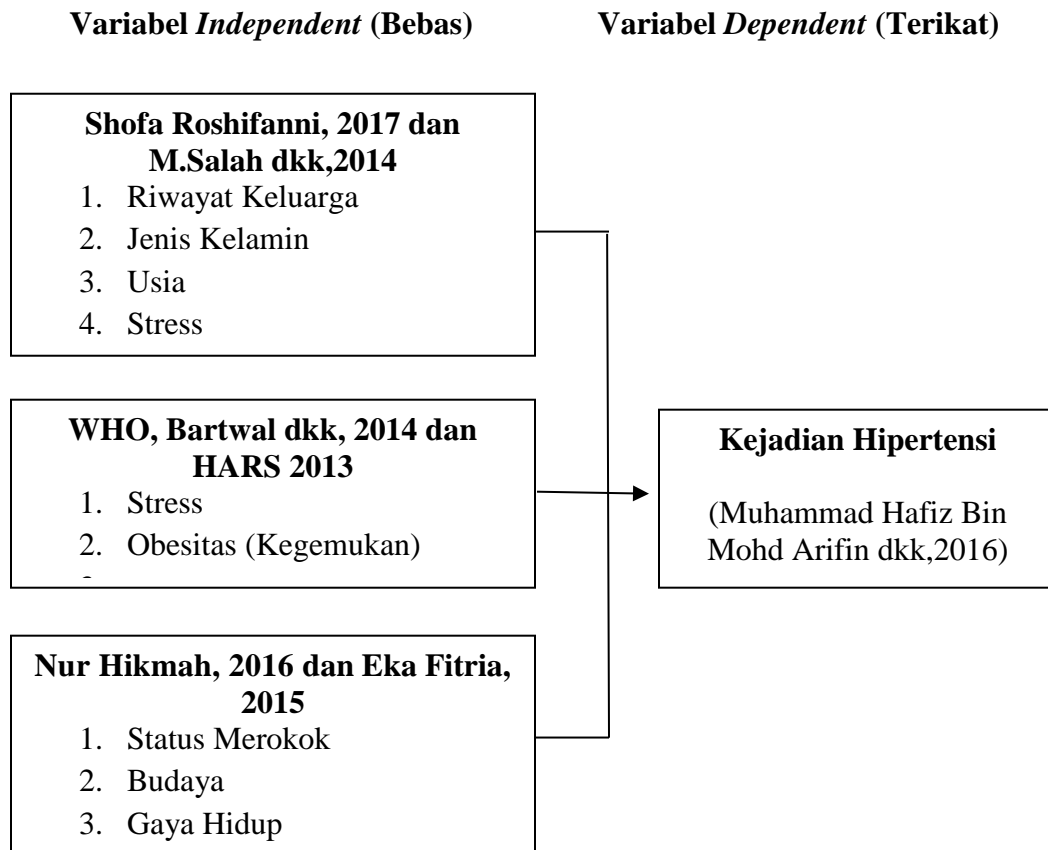 Variabel Independent (Bebas)
Variabel Dependent (Terikat)
Shofa Roshifanni, 2017 dan
M.Salah dkk,2014
1. Riwayat Keluarga
2. Jenis Kelamin
3. Usia
4. Stress
WHO, Bartwal dkk, 2014 dan
HARS 2013
1. Stress
2. Obesitas (Kegemukan)
Kejadian Hipertensi
(Muhammad Hafiz Bin
Mohd Arifin dkk,2016)
Nur Hikmah, 2016 dan Eka Fitria,
2015
1. Status Merokok
2. Budaya
3. Gaya Hidup